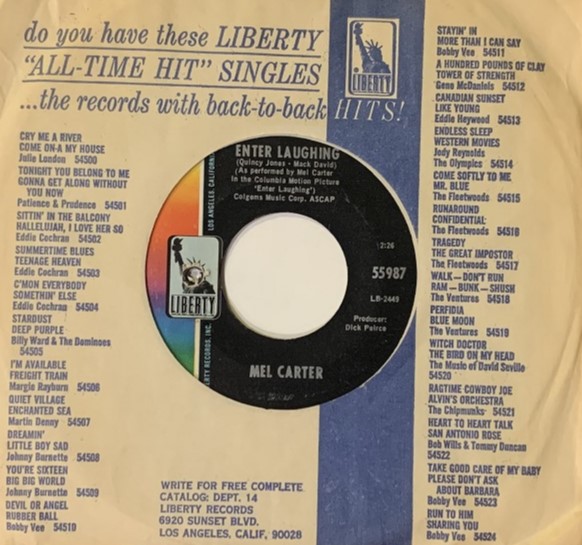 do you have these LIBERTY
"ALL-TIME HIT" SINGLES
...the records with back-to-back HITS!
LIBERTY
CRY ME A RIVER
COME ON-A MY HOUSE
Julie London 54500
TONIGHT YOU BELONG TO ME
GONNA GET ALONG WITHOUT
YOU NOW
Patience & Prudence 54501
SITTIN' IN THE BALCONY
HALLELUJAH, I LOVE HER SO
Eddie Cochran 54502
SUMMERTIME BLUES
TEENAGE HEAVEN
Eddie Cochran 54503
C'MON EVERYBODY
SOMETHIN' ELSE
Eddie Cochran 54504
STARDUST
DEEP PURPLE
Billy Ward & The Dominoes
54505
I'M AVAILABLE
FREIGHT TRAIN
Margie Rayburn 54506
QUIET VILLAGE
ENCHANTED SEA
Martin Denny 54507
DREAMIN'
LITTLE BOY SAD
Johnny Burnette 54508
YOU'RE SIXTEEN
BIG BIG WORLD
Johnny Burnette 54509
DEVIL OR ANGEL
RUBBER BALL
Bobby Vee 54510
ENTER LAUGHING
(Quincy Jones - Mack David)
(As performed by Mel Carter
in the Columbia Motion Picture
"Enter Laughing")
Colgems Music Corp. ASCAP
2:26
55987
LB-2449
Producer:
Dick Peirce
MEL CARTER
LIBERTY
LOS ANGELES, CALIFORNIA
LIBERTY RECORDS, INC.
WRITE FOR FREE COMPLETE
CATALOG: DEPT. 14
LIBERTY RECORDS
6920 SUNSET BLVD.
LOS ANGELES, CALIF, 90028
STAYIN' IN
MORE THAN I CAN SAY
Bobby Vee 54511
A HUNDRED POUNDS OF CLAY
TOWER OF STRENGTH
Gene McDaniels 54512
CANADIAN SUNSET
LIKE YOUNG
Eddie Heywood 54513
ENDLESS SLEEP
WESTERN MOVIES
Jody Reynolds
The Olympics 54514
COME SOFTLY TO ME
MR. BLUE
The Fleetwoods 54515
RUNAROUND
CONFIDENTIAL
The Fleetwoods 54516
TRAGEDY
THE GREAT IMPOSTOR
The Fleetwoods 54517
WALK—DON'T RUN
RAM—BUNK—SHUSH
The Ventures 54518
PERFIDIA
BLUE MOON
The Ventures 54519
WITCH DOCTOR
THE BIRD ON MY HEAD
The Music of David Seville
54520
RAGTIME COWBOY JOE
ALVIN'S ORCHESTRA
The Chipmunks 54521
HEART TO HEART TALK
SAN ANTONIO ROSE
Bob Wills & Tommy Duncan
54522
TAKE GOOD CARE OF MY BABY
PLEASE DON'T ASK
ABOUT BARBARA
Bobby Vee 54523
RUN TO HIM
SHARING YOU
Bobby Vee 54524